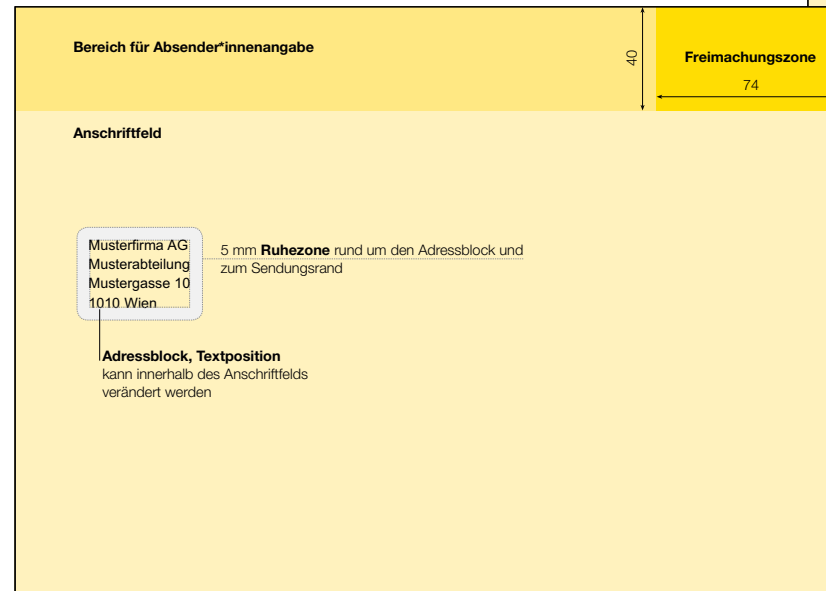 Bereich für Absender*innenangabe
40
Freimachungszone
74
Anschriftfeld
Musterfirma AG
Musterabteilung
Mustergasse 10
1010 Wien
5 mm Ruhezone rund um den Adressblock und
zum Sendungsrand
Adressblock, Textposition
kann innerhalb des Anschriftfelds
verändert werden